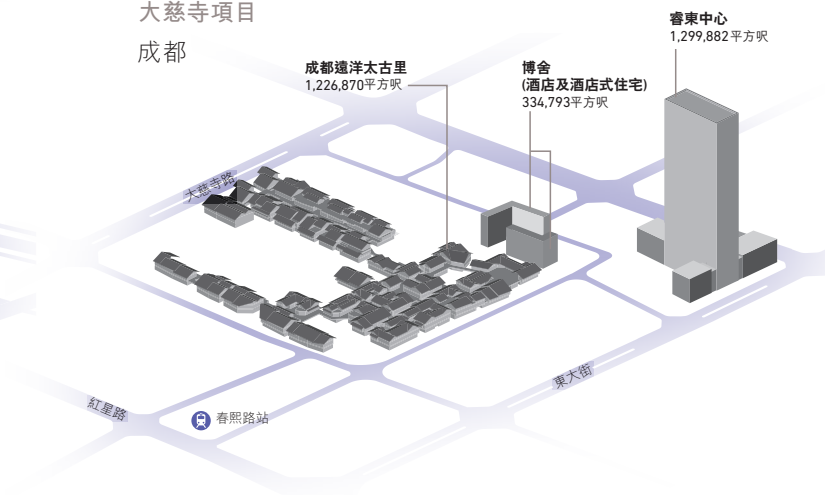 大慈寺項目
成都
睿東中心
1,299,882平方呎
成都遠洋太古里
1,226,870平方呎
博舍
(酒店及酒店式住宅)
334,793平方呎
大慈寺路
東大街
紅星路
春熙路站